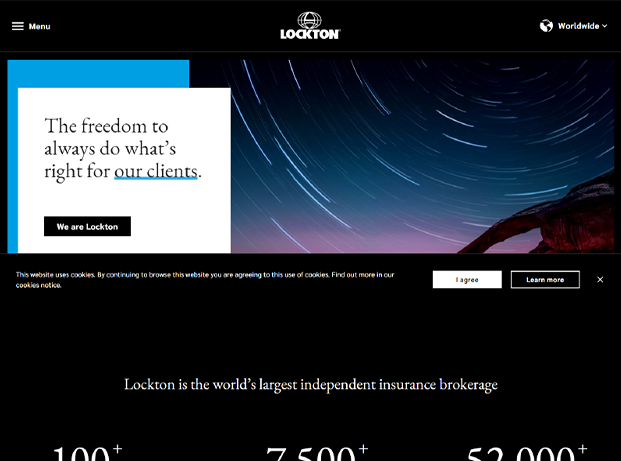 Menu
LOCKTON
Worldwide
The freedom to
always do what's
right for our clients.
We are Lockton
This website uses cookies. By continuing to browse this website you are agreeing to this use of cookies. Find out more in our
cookies notice.
I agree
Learn more
Lockton is the world's largest independent insurance brokerage
100+
7,500+
52,000+